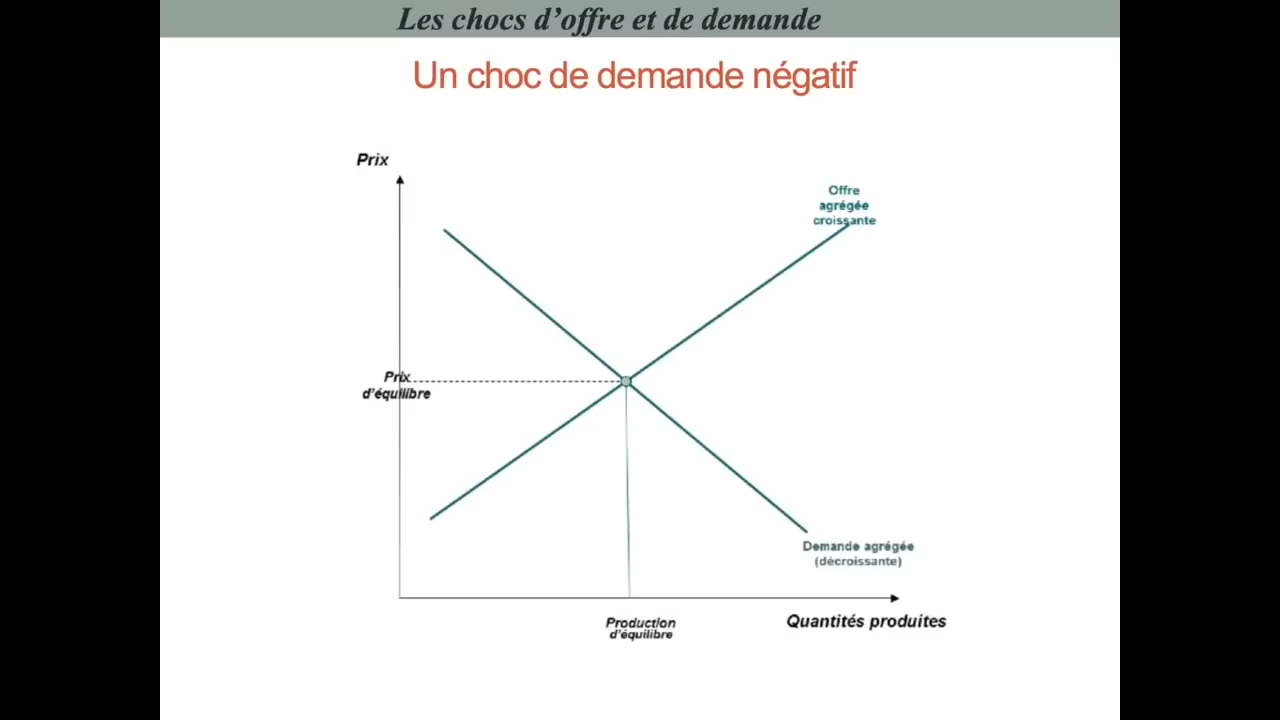 Les chocs d’offre et de demande
Un choc de demande négatif
Prix
Offre
agrégée
croissante
Prix
d’équilibre
Demande agrégée
(décroissante)
Production
d’équilibre
Quantités produites